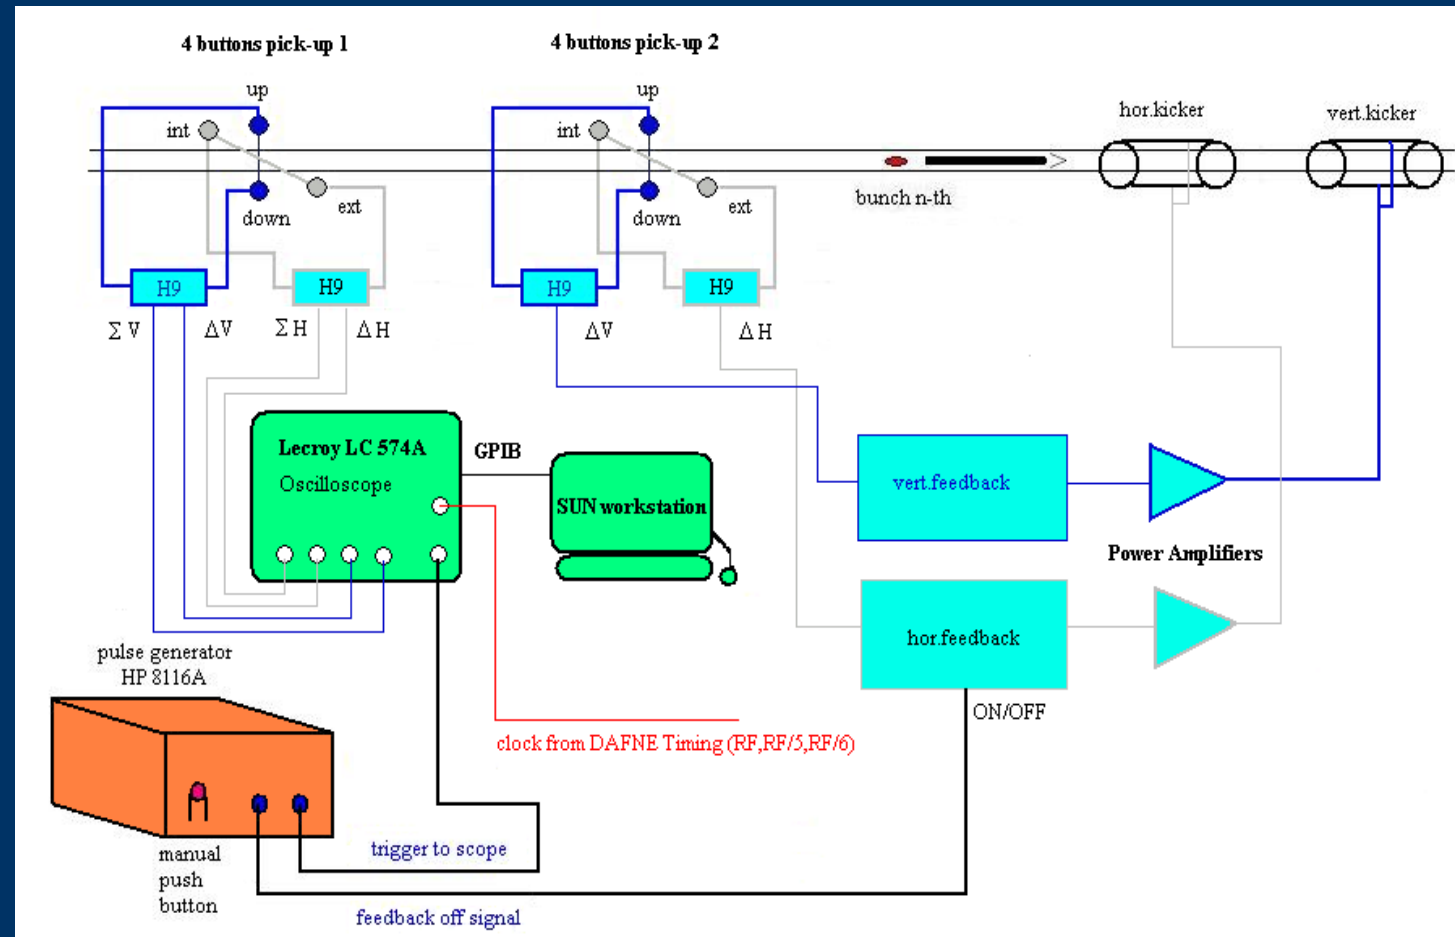 4 buttons pick-up 1
4 buttons pick-up 2
up
up
hor.kicker
vert.kicker
int
int
bunch n-th
down
ext
down
ext
H9
H9
H9
H9
Σ V
ΔV
Σ H
Δ H
ΔV
Δ H
Lecroy LC 574A
Oscilloscope
GPIB
SUN workstation
vert.feedback
Power Amplifiers
hor.feedback
pulse generator
HP 8116A
ON/OFF
clock from DAFNE Timing (RF,RF/5,RF/6)
manual
push
button
trigger to scope
feedback off signal